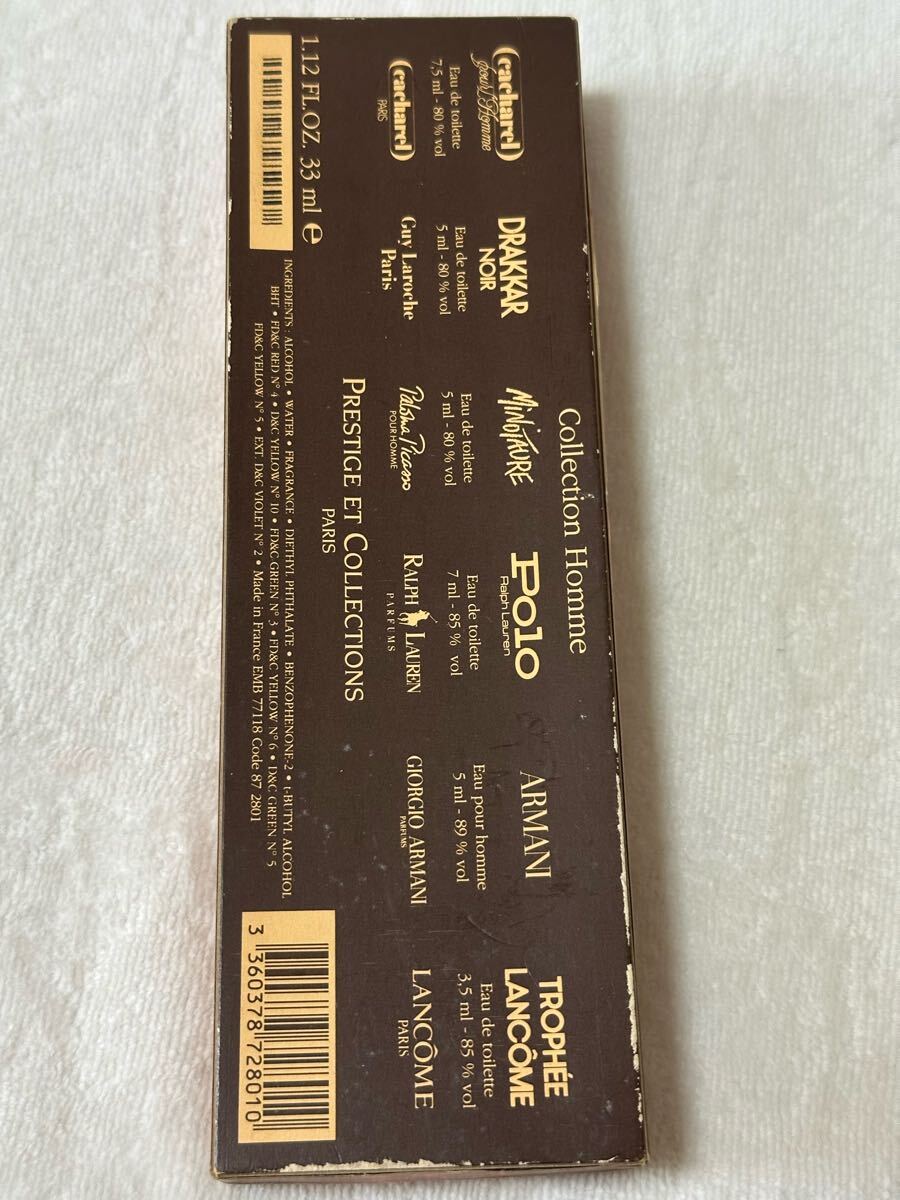 Collection Homme
cacharel
pour l'Homme
Eau de toilette
7,5 ml - 80 % vol
cacharel
PARIS
DRAKKAR
NOIR
Eau de toilette
5 ml - 80 % vol
Guy Laroche
Paris
MiNOTAURE
Eau de toilette
5 ml - 80 % vol
Paloma Picasso
POUR HOMME
Polo
Ralph Lauren
Eau de toilette
7 ml - 85 % vol
RALPH LAUREN
PARFUMS
ARMANI
Eau pour homme
5 ml - 89 % vol
GIORGIO ARMANI
PARFUMS
TROPHÉE
LANCÔME
Eau de toilette
3,5 ml - 85 % vol
LANCÔME
PARIS
PRESTIGE ET COLLECTIONS
PARIS
1.12 FL.OZ. 33 ml e
INGREDIENTS : ALCOHOL • WATER • FRAGRANCE • DIETHYL PHTHALATE • BENZOPHENONE-2 • t-BUTYL ALCOHOL
BHT • FD&C RED N° 4 • D&C YELLOW N° 10 • FD&C GREEN N° 3 • FD&C YELLOW N° 6 • D&C GREEN N° 5
FD&C YELLOW N° 5 • EXT. D&C VIOLET N° 2 • Made in France EMB 77118 Code 87 2801
3 360378 728010